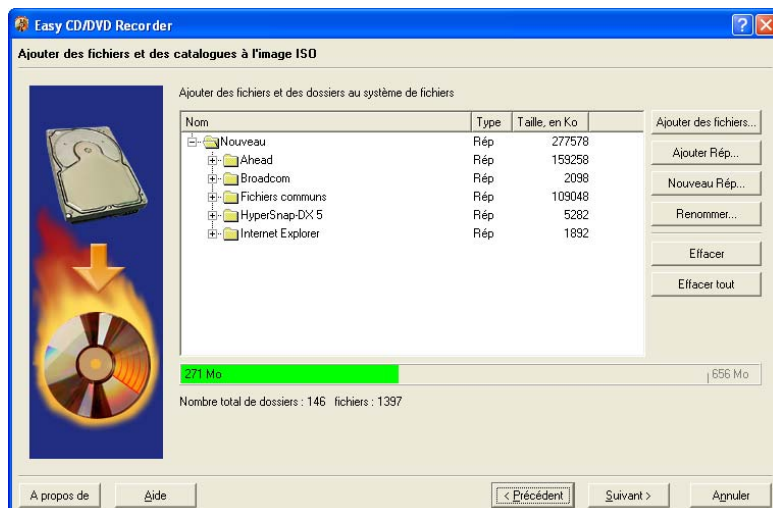 Easy CD/DVD Recorder
Ajouter des fichiers et des catalogues à l'image ISO
Ajouter des fichiers et des dossiers au système de fichiers
Nom Type Taille, en Ko
Nouveau Rép 277578
Ahead Rép 159258
Broadcom Rép 2098
Fichiers communs Rép 109048
HyperSnap-DX 5 Rép 5282
Internet Explorer Rép 1892
Ajouter des fichiers...
Ajouter Rép...
Nouveau Rép...
Renommer...
Effacer
Effacer tout
271 Mo 656 Mo
Nombre total de dossiers : 146 fichiers : 1397
A propos de Aide < Précédent Suivant > Annuler